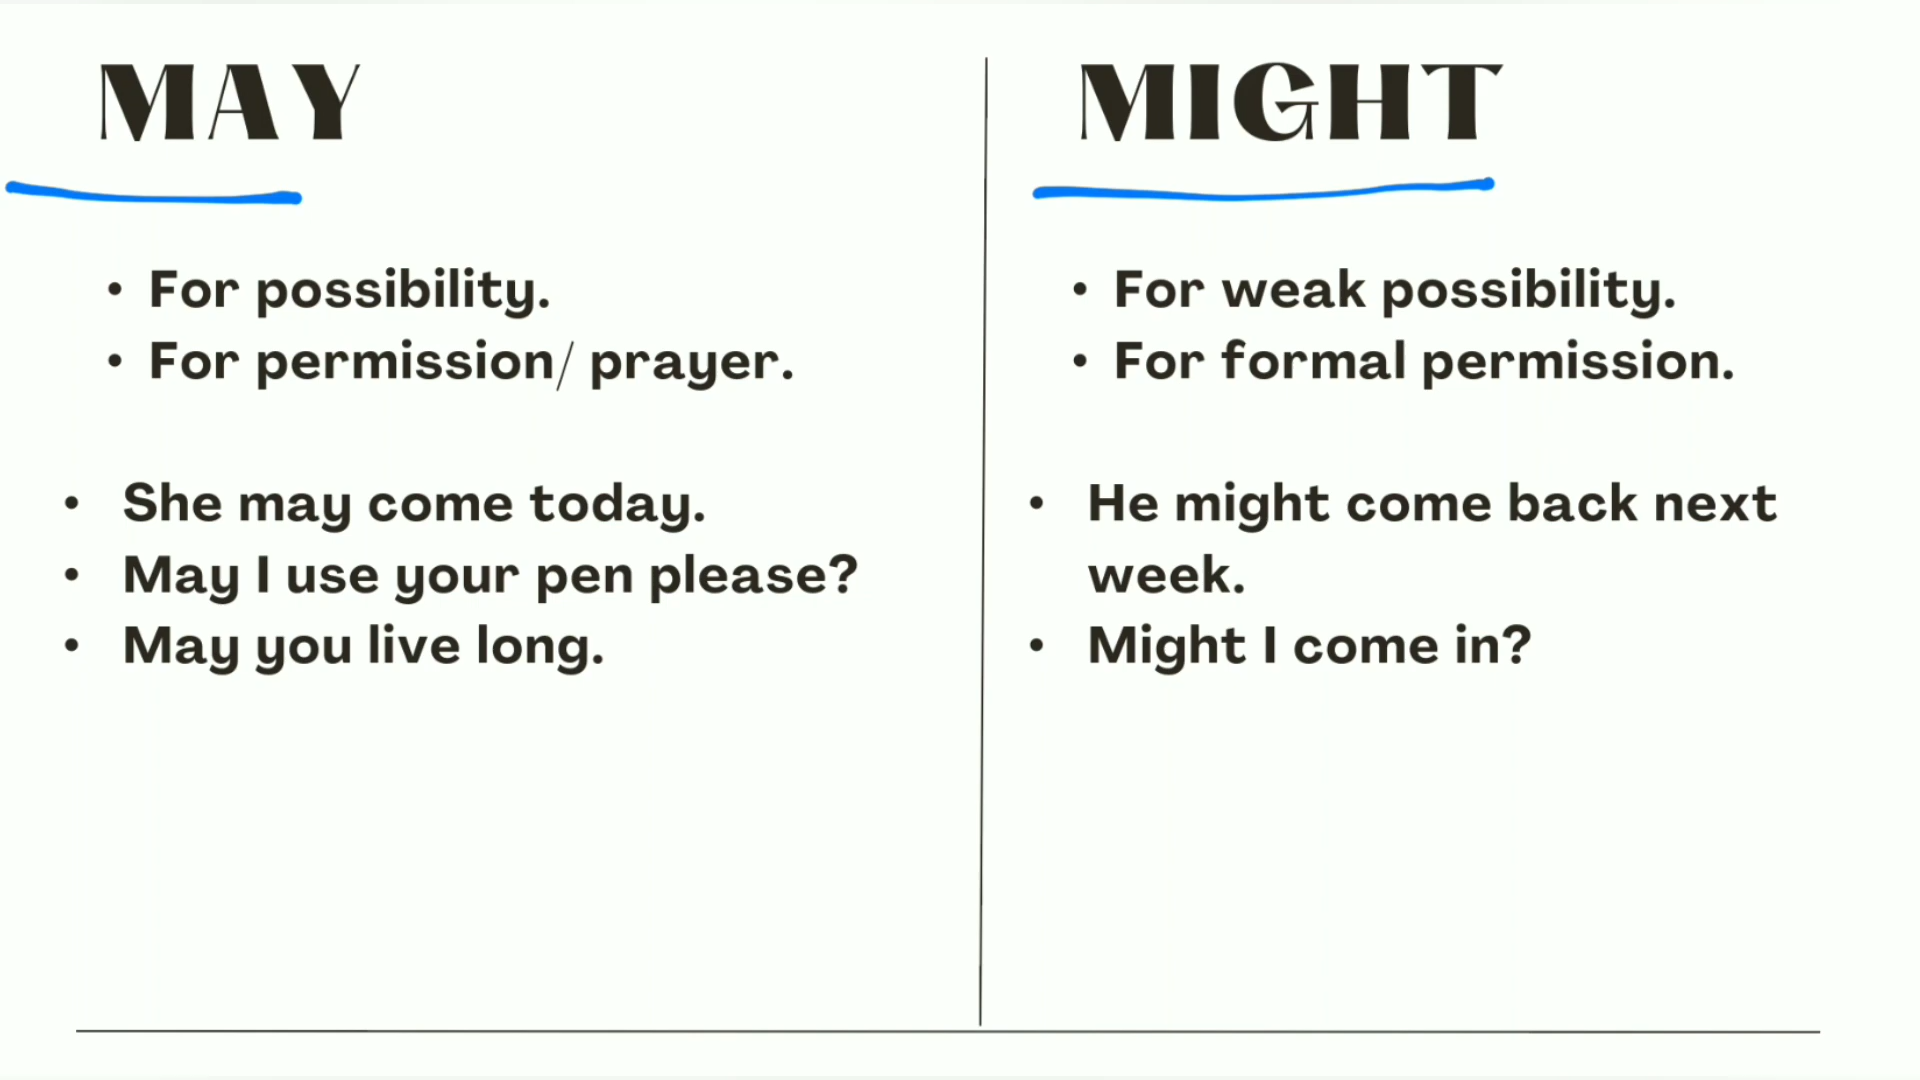 MAY
• For possibility.
• For permission/ prayer.
• She may come today.
• May I use your pen please?
• May you live long.
MIGHT
• For weak possibility.
• For formal permission.
• He might come back next
week.
• Might I come in?